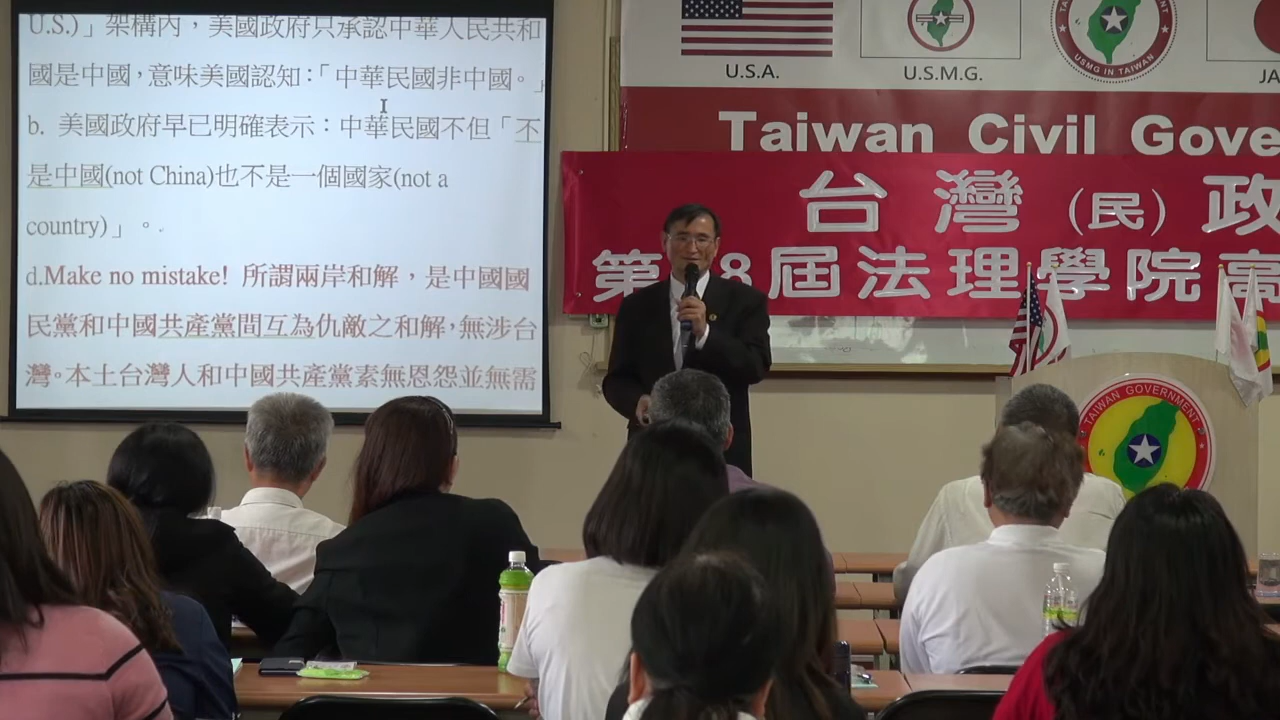 U.S.)」架構內，美國政府只承認中華人民共和
國是中國，意味美國認知：「中華民國非中國。」
b. 美國政府早已明確表示：中華民國不但「不
是中國(not China)也不是一個國家(not a
country)」。
d.Make no mistake! 所謂兩岸和解，是中國國
民黨和中國共產黨間互為仇敵之和解，無涉台
灣。本土台灣人和中國共產黨素無恩怨並無需
U.S.A.
U.S.M.G.
TAIWAN
USMG IN TAIWAN
JA
Taiwan Civil Gove
台灣（民）政
第 8屆法理學院高
TAIWAN GOVERNMENT